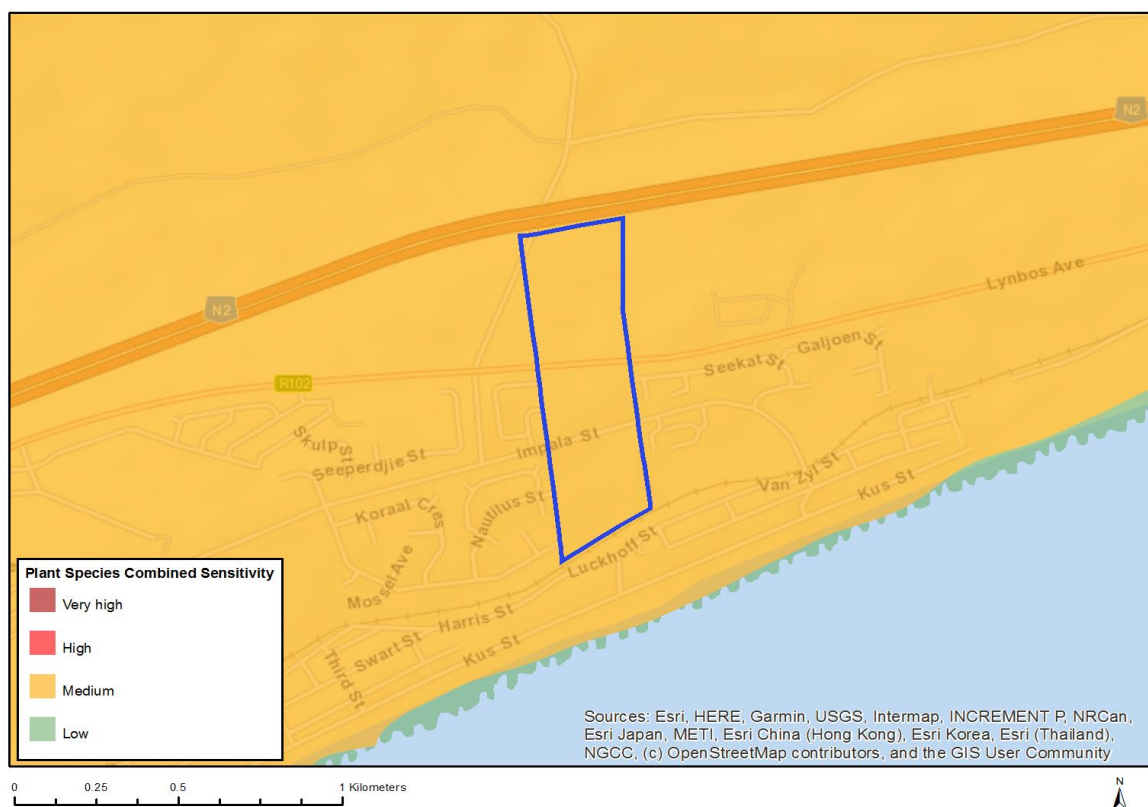 N2
N2
Lynbos Ave
Galjoen St
Seekat St
R102
Impala St
Skulp St
Seeperdjie St
Van Zyl St
Kus St
Nautilus St
Koraal Cres
Luckhoff St
Mossel Ave
Harris St
Swart St
Kus St
Third St
Plant Species Combined Sensitivity
Very high
High
Medium
Low
Sources: Esri, HERE, Garmin, USGS, Intermap, INCREMENT P, NRCan,
Esri Japan, METI, Esri China (Hong Kong), Esri Korea, Esri (Thailand),
NGCC, (c) OpenStreetMap contributors, and the GIS User Community
0 0.25 0.5 1 Kilometers
N